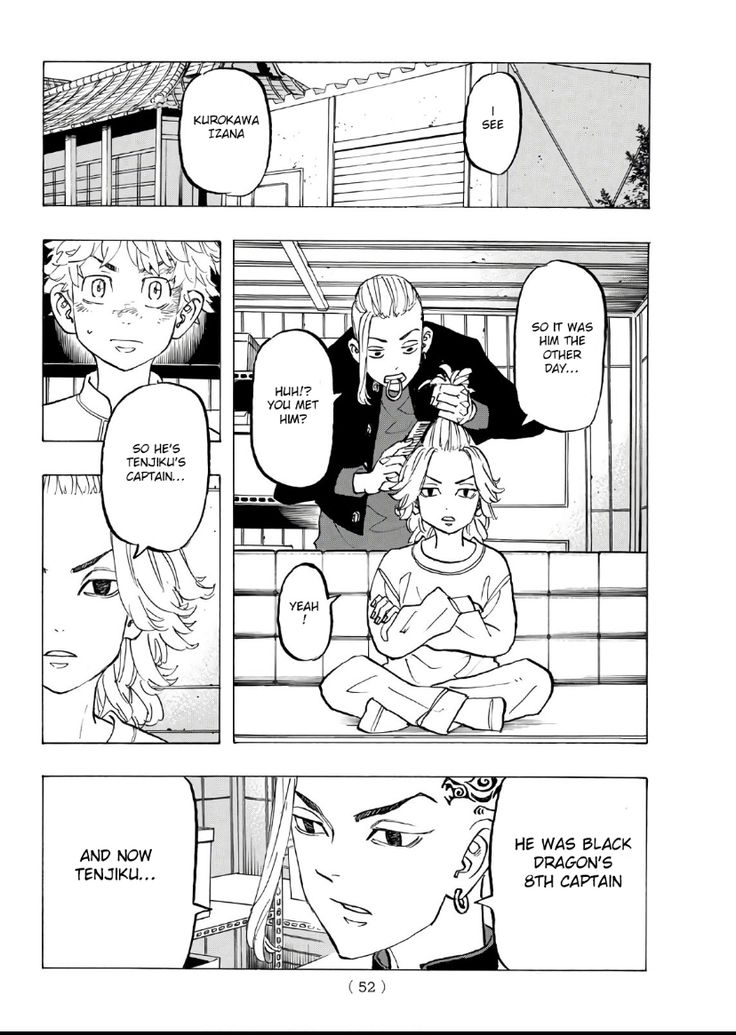 I
SEE
KUROKAWA
IZANA
SO IT WAS
HIM THE
OTHER
DAY...
HUH!?
YOU MET
HIM?
YEAH
!
SO HE'S
TENJIKU'S
CAPTAIN...
HE WAS BLACK
DRAGON'S
8TH CAPTAIN
AND NOW
TENJIKU...
( 52 )